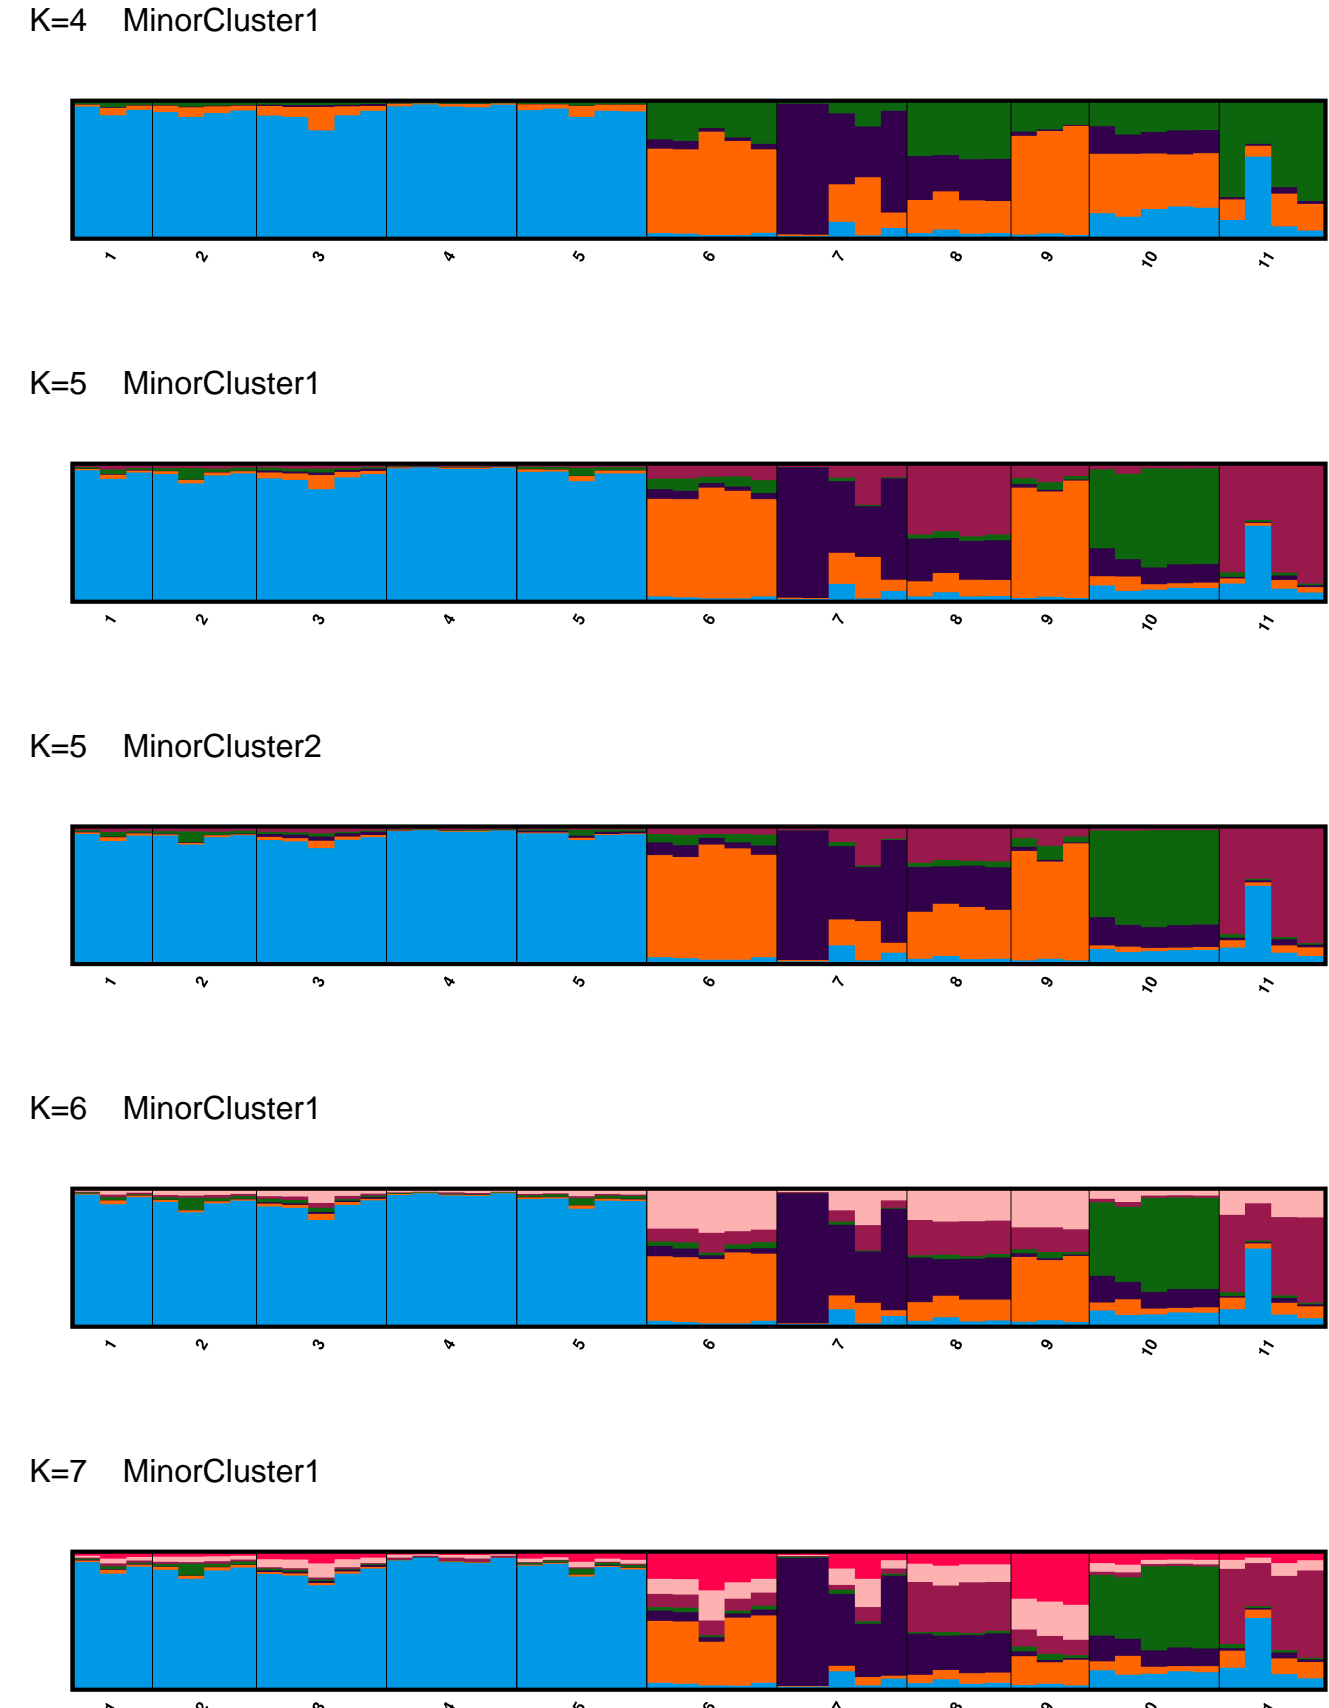 K=4 MinorCluster1
1 2 3 4 5 6 7 8 9 10 11
K=5 MinorCluster1
1 2 3 4 5 6 7 8 9 10 11
K=5 MinorCluster2
1 2 3 4 5 6 7 8 9 10 11
K=6 MinorCluster1
1 2 3 4 5 6 7 8 9 10 11
K=7 MinorCluster1